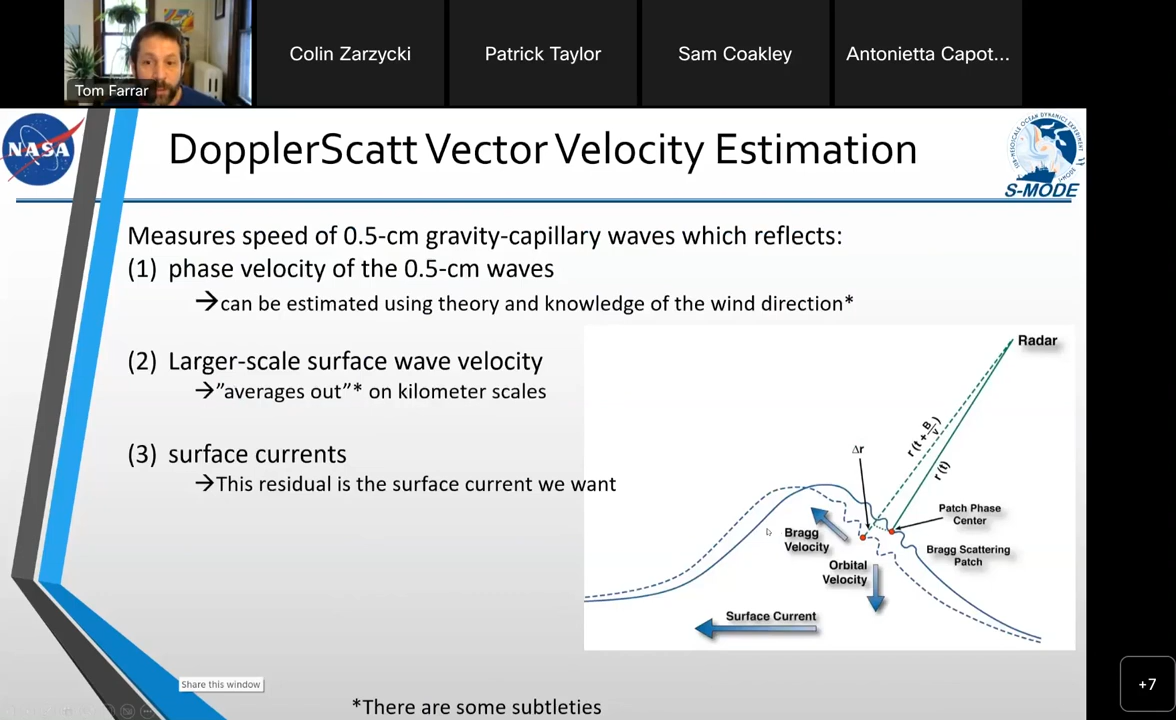 Tom Farrar
Colin Zarzycki
Patrick Taylor
Sam Coakley
Antonietta Capot...
NASA
DopplerScatt Vector Velocity Estimation
S-MODE
Measures speed of 0.5-cm gravity-capillary waves which reflects:
(1) phase velocity of the 0.5-cm waves
→can be estimated using theory and knowledge of the wind direction*
(2) Larger-scale surface wave velocity
→”averages out”* on kilometer scales
(3) surface currents
→This residual is the surface current we want
Radar
r(t + B/v)
r(t)
Δr
Patch Phase
Center
Bragg
Velocity
Bragg Scattering
Patch
Orbital
Velocity
Surface Current
Share this window
+7
*There are some subtleties